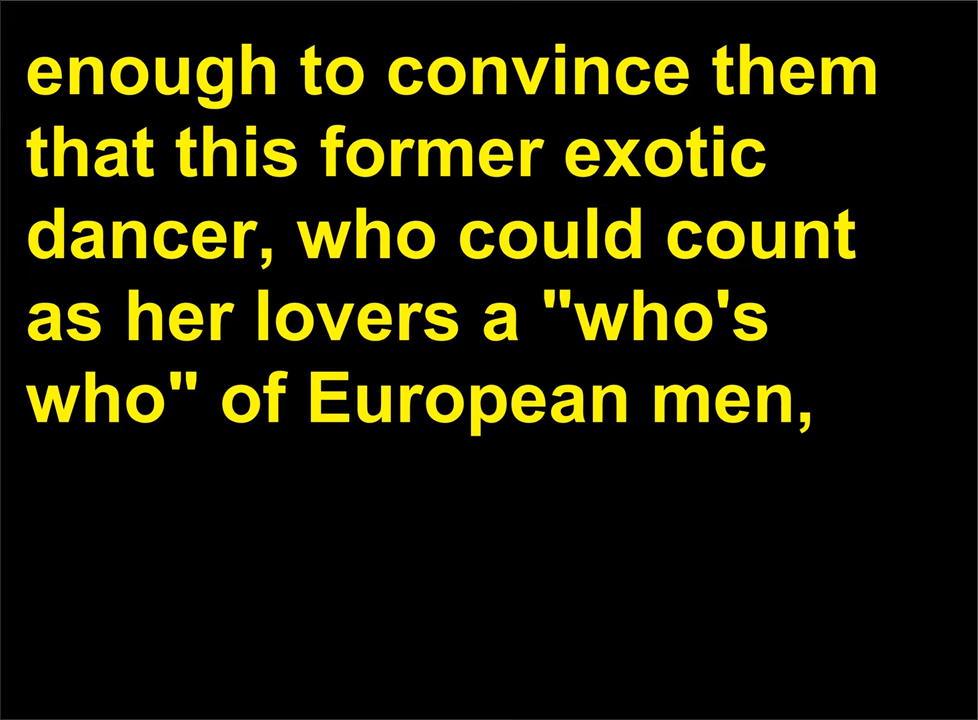 enough to convince them
that this former exotic
dancer, who could count
as her lovers a "who's
who" of European men,